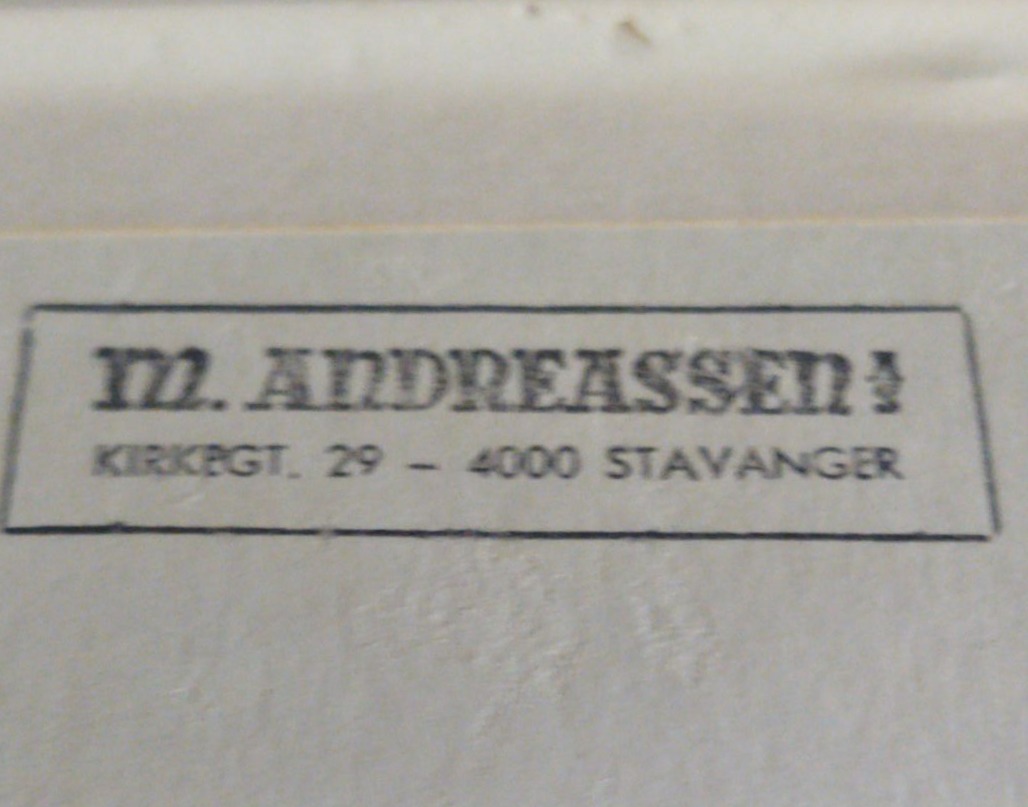 M. ANDREASSEN A/S
KIRKEGT. 29 – 4000 STAVANGER